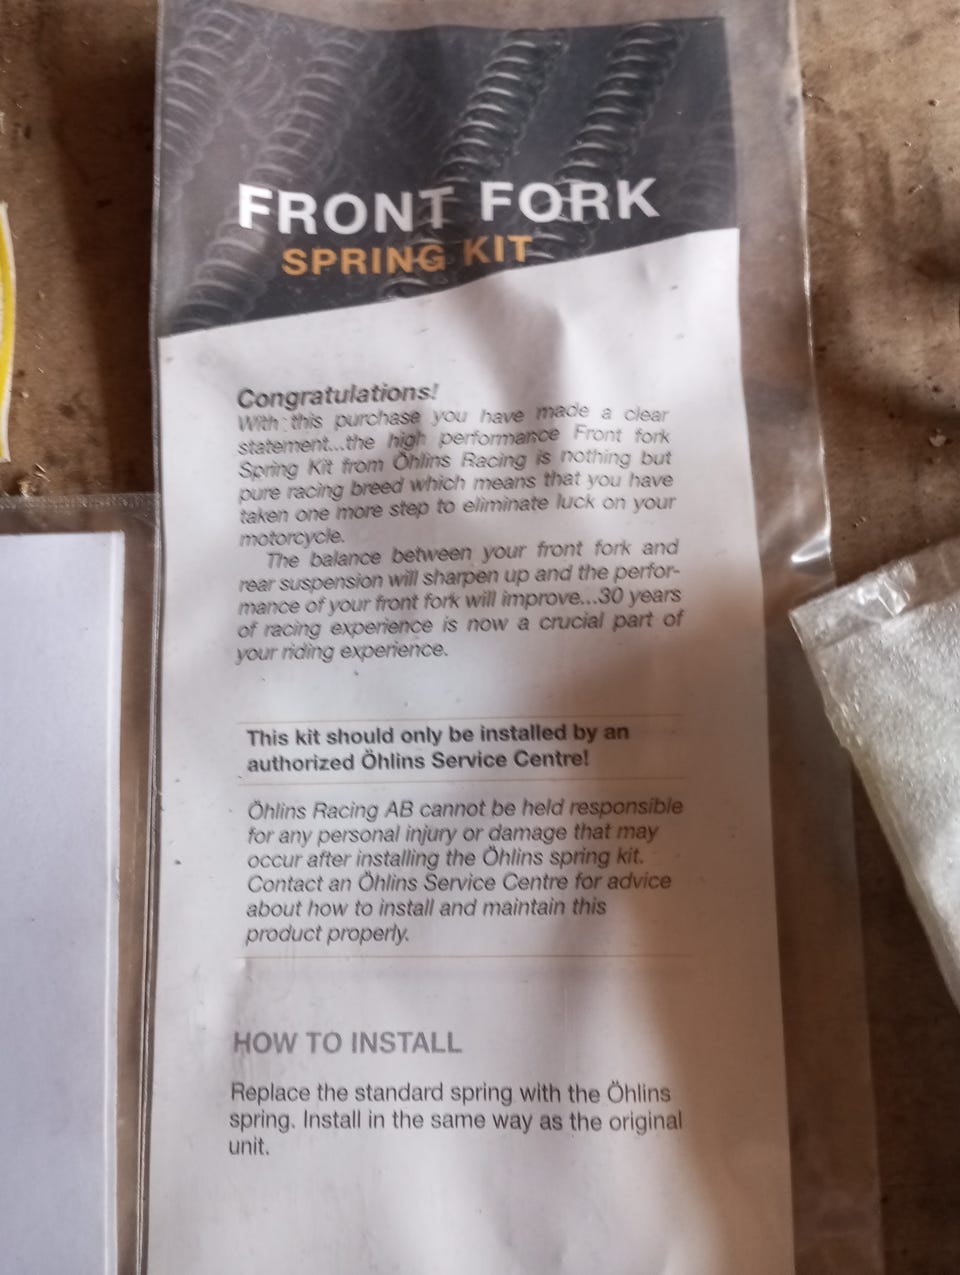 FRONT FORK
SPRING KIT
Congratulations!
With this purchase you have made a clear
statement...the high performance Front fork
Spring Kit from Öhlins Racing is nothing but
pure racing breed which means that you have
taken one more step to eliminate luck on your
motorcycle.
The balance between your front fork and
rear suspension will sharpen up and the perfor-
mance of your front fork will improve...30 years
of racing experience is now a crucial part of
your riding experience.
This kit should only be installed by an
authorized Öhlins Service Centre!
Öhlins Racing AB cannot be held responsible
for any personal injury or damage that may
occur after installing the Öhlins spring kit.
Contact an Öhlins Service Centre for advice
about how to install and maintain this
product properly.
HOW TO INSTALL
Replace the standard spring with the Öhlins
spring. Install in the same way as the original
unit.